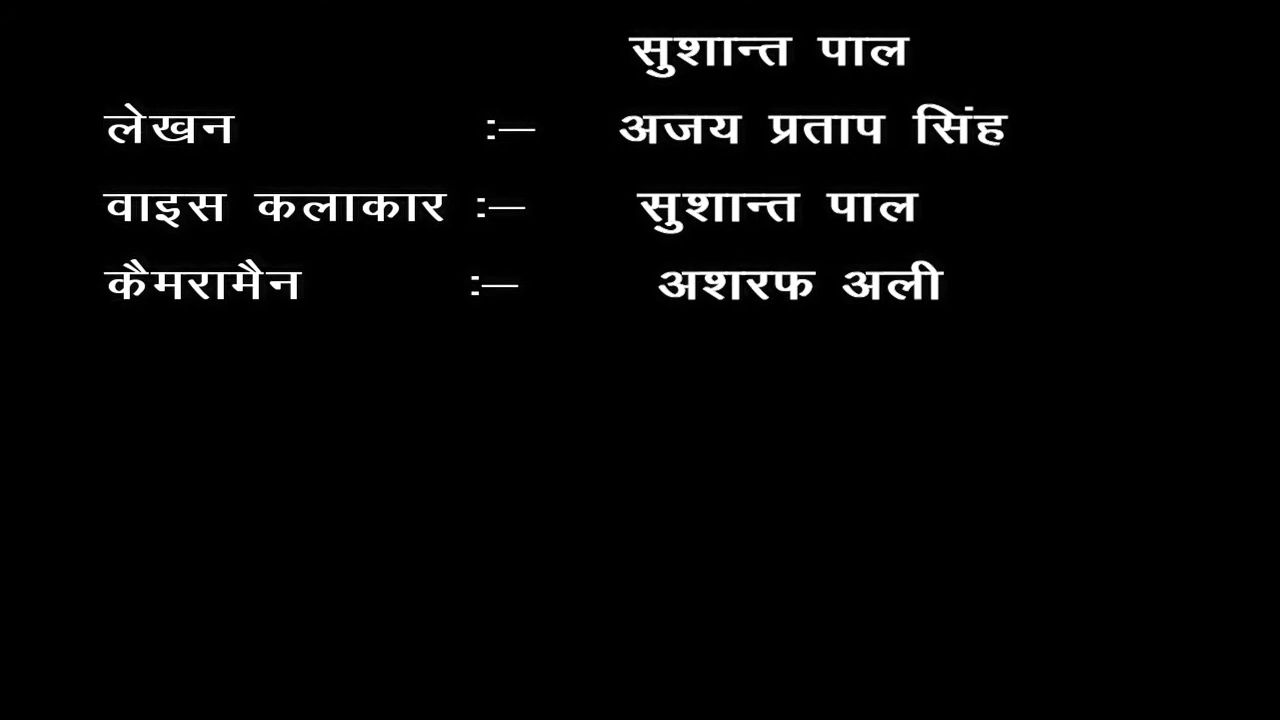 सुशान्त पाल
लेखन :— अजय प्रताप सिंह
वाइस कलाकार :— सुशान्त पाल
कैमरामैन :— अशरफ अली